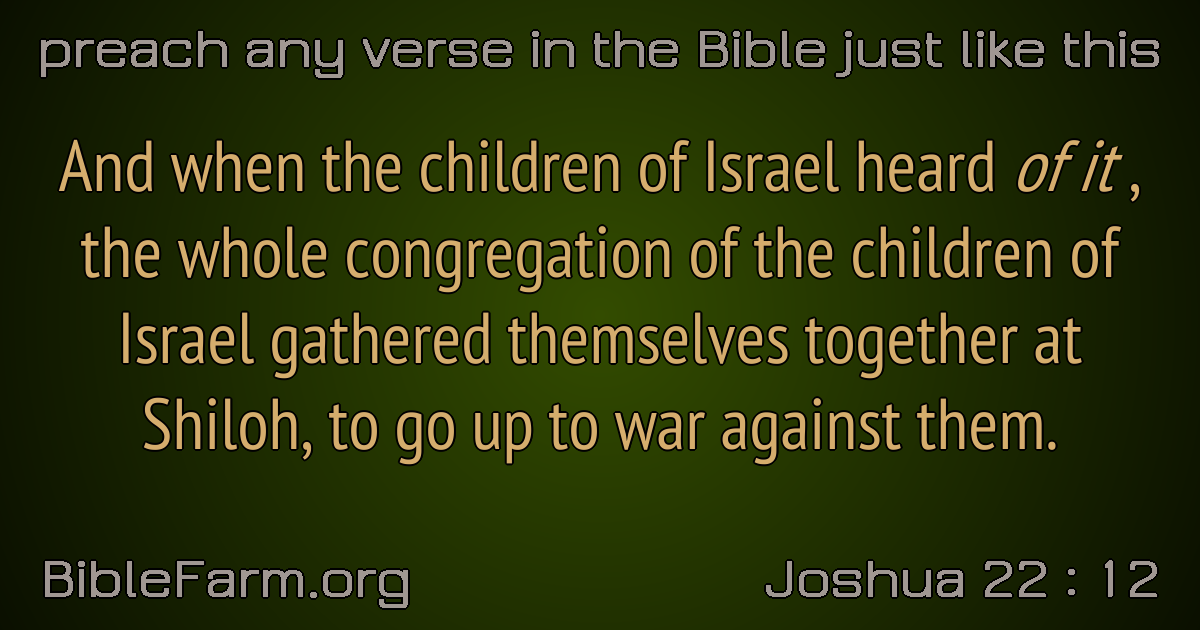 preach any verse in the Bible just like this
And when the children of Israel heard of it ,
the whole congregation of the children of
Israel gathered themselves together at
Shiloh, to go up to war against them.
BibleFarm.org
Joshua 22 : 12